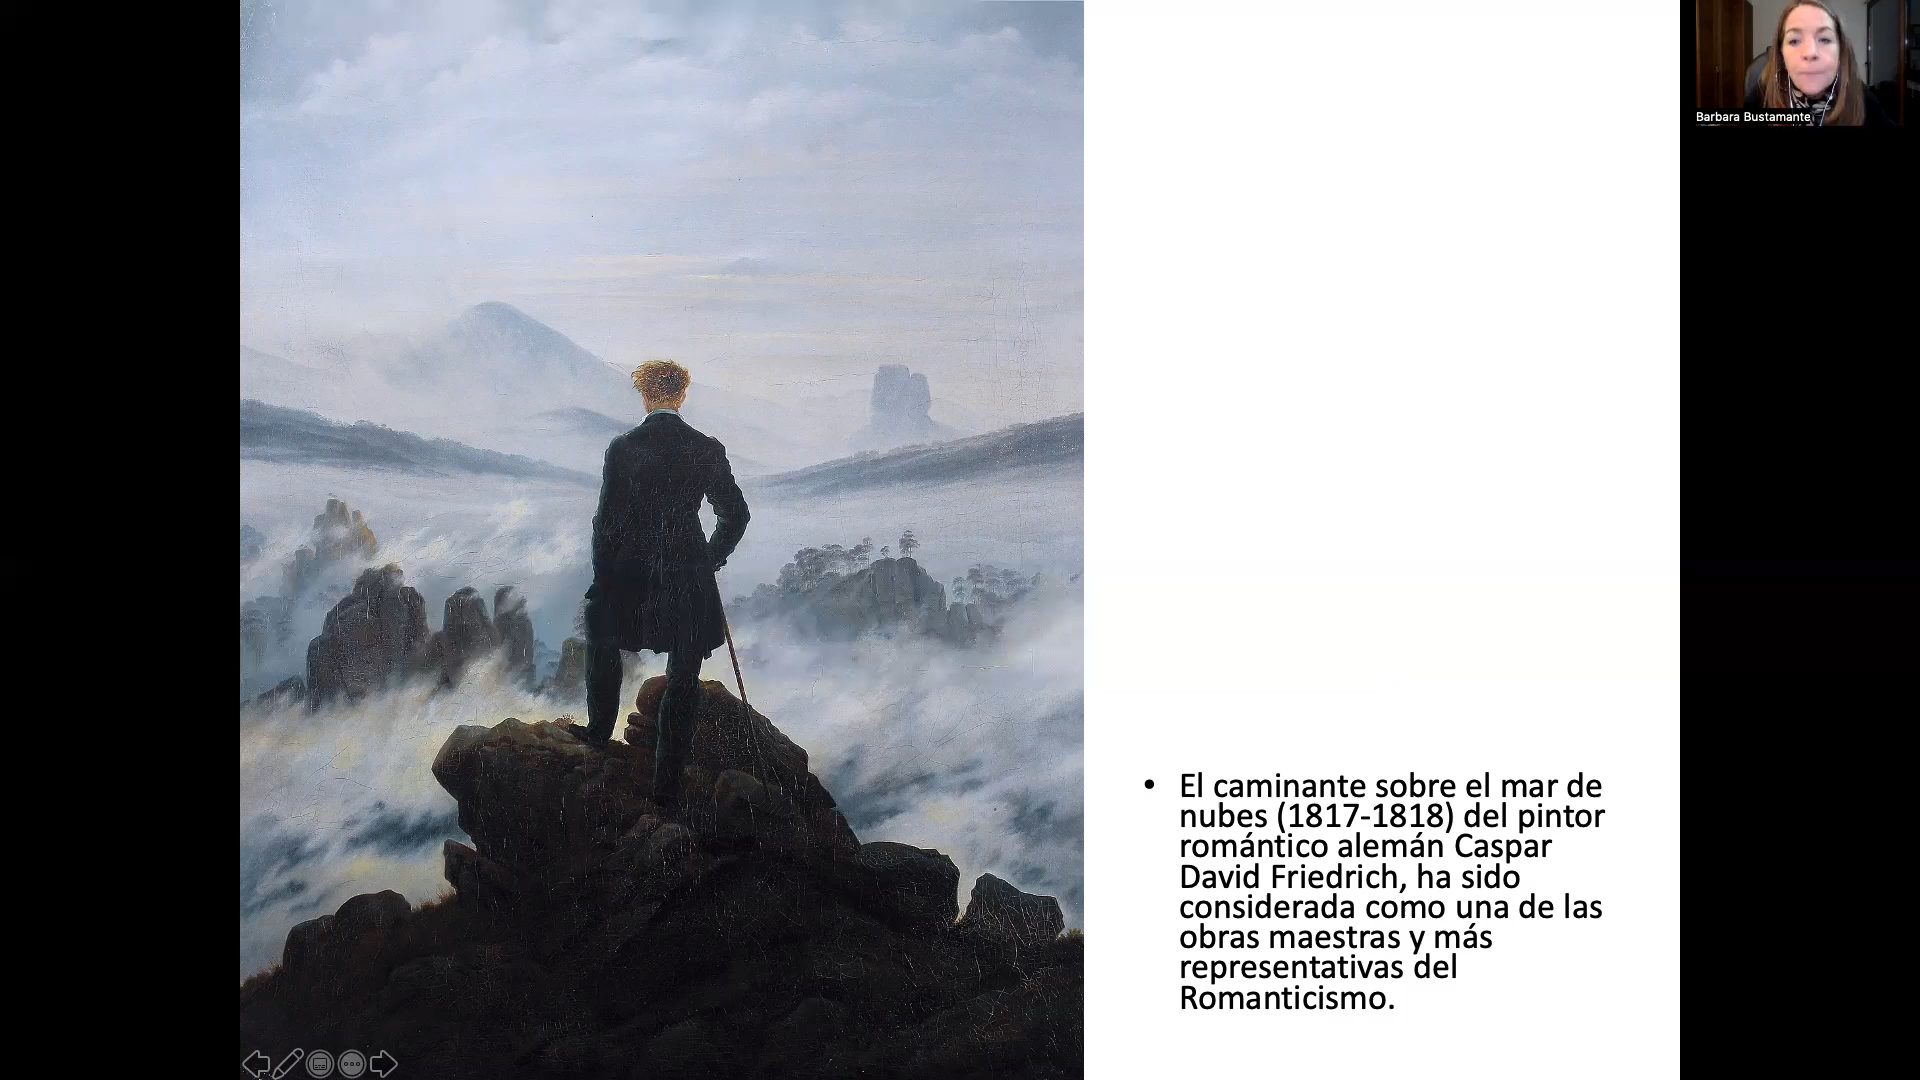 Barbara Bustamante
• El caminante sobre el mar de
nubes (1817-1818) del pintor
romántico alemán Caspar
David Friedrich, ha sido
considerada como una de las
obras maestras y más
representativas del
Romanticismo.